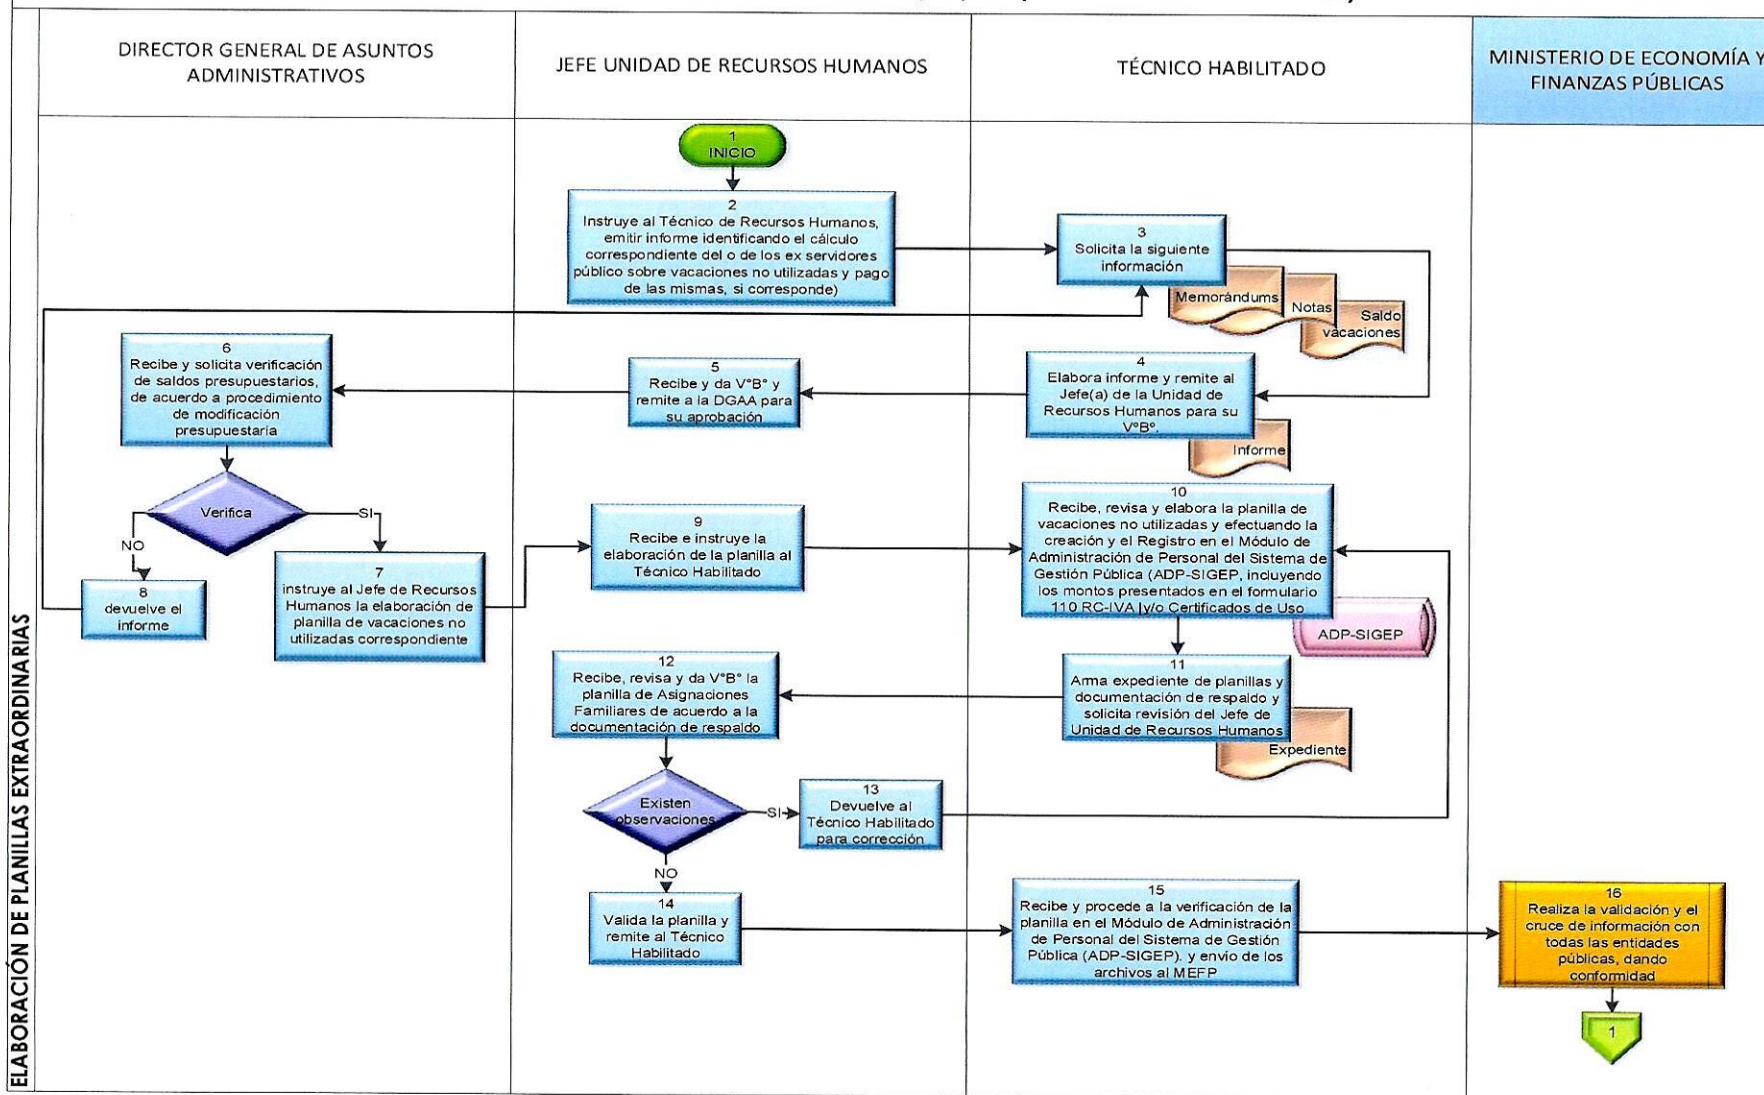 DIRECTOR GENERAL DE ASUNTOS
ADMINISTRATIVOS
JEFE UNIDAD DE RECURSOS HUMANOS
TÉCNICO HABILITADO
MINISTERIO DE ECONOMÍA Y
FINANZAS PÚBLICAS
ELABORACIÓN DE PLANILLAS EXTRAORDINARIAS
1
INICIO
2
Instruye al Técnico de Recursos Humanos,
emitir informe identificando el cálculo
correspondiente del o de los ex servidores
público sobre vacaciones no utilizadas y pago
de las mismas, si corresponde)
3
Solicita la siguiente
información
Memorándums
Notas
Saldo
vacaciones
4
Elabora informe y remite al
Jefe(a) de la Unidad de
Recursos Humanos para su
V°B°.
Informe
5
Recibe y da V°B° y
remite a la DGAA para
su aprobación
6
Recibe y solicita verificación
de saldos presupuestarios,
de acuerdo a procedimiento
de modificación
presupuestaría
Verifica
SI
NO
7
instruye al Jefe de Recursos
Humanos la elaboración de
planilla de vacaciones no
utilizadas correspondiente
8
devuelve el
informe
9
Recibe e instruye la
elaboración de la planilla al
Técnico Habilitado
10
Recibe, revisa y elabora la planilla de
vacaciones no utilizadas y efectuando la
creación y el Registro en el Módulo de
Administración de Personal del Sistema de
Gestión Pública (ADP-SIGEP, incluyendo
los montos presentados en el formulario
110 RC-IVA |y/o Certificados de Uso
ADP-SIGEP
11
Arma expediente de planillas y
documentación de respaldo y
solicita revisión del Jefe de
Unidad de Recursos Humanos
Expediente
12
Recibe, revisa y da V°B° la
planilla de Asignaciones
Familiares de acuerdo a la
documentación de respaldo
Existen
observaciones
SI
NO
13
Devuelve al
Técnico Habilitado
para corrección
14
Valida la planilla y
remite al Técnico
Habilitado
15
Recibe y procede a la verificación de la
planilla en el Módulo de Administración
de Personal del Sistema de Gestión
Pública (ADP-SIGEP). y envío de los
archivos al MEFP
16
Realiza la validación y el
cruce de información con
todas las entidades
públicas, dando
conformidad
1